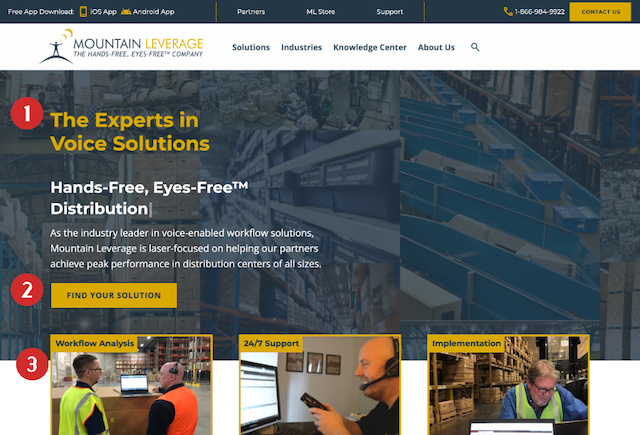 Free App Download: iOS App Android App Partners ML Store Support 1-866-984-9922 CONTACT US
MOUNTAIN LEVERAGE
THE HANDS-FREE, EYES-FREE™ COMPANY
Solutions Industries Knowledge Center About Us
1
The Experts in
Voice Solutions
Hands-Free, Eyes-Free™
Distribution|
As the industry leader in voice-enabled workflow solutions,
Mountain Leverage is laser-focused on helping our partners
achieve peak performance in distribution centers of all sizes.
2
FIND YOUR SOLUTION
3
Workflow Analysis 24/7 Support Implementation